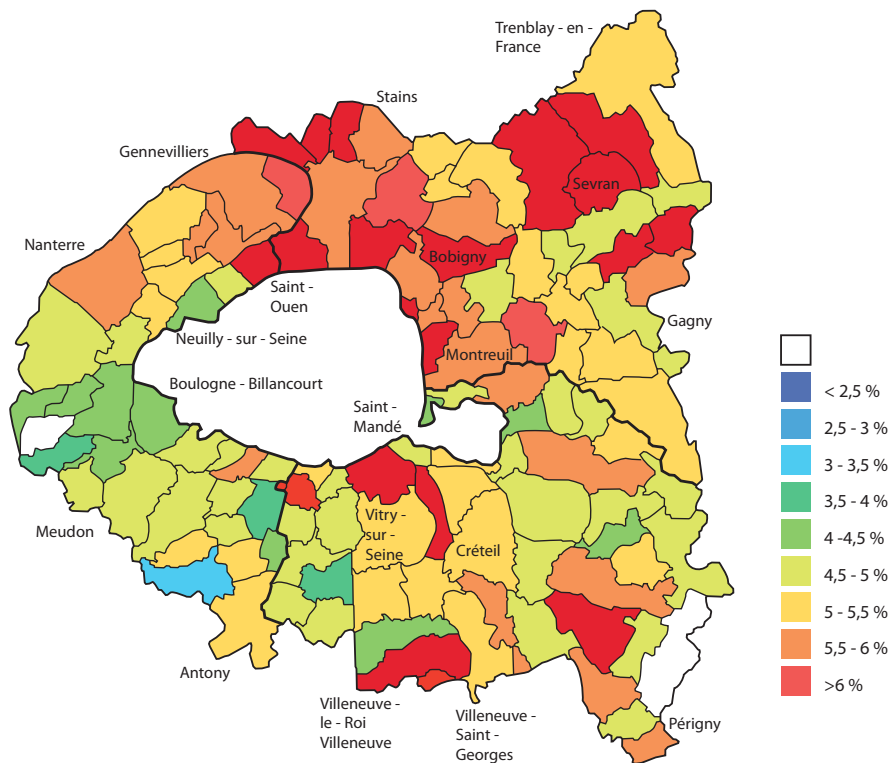 Trenblay - en -
France
Stains
Gennevilliers
Sevran
Nanterre
Bobigny
Saint -
Ouen
Gagny
Neuilly - sur - Seine
Montreuil
Boulogne - Billancourt
Saint -
Mandé
Meudon
Vitry -
sur -
Seine
Créteil
Antony
Villeneuve -
le - Roi
Villeneuve
Villeneuve -
Saint -
Georges
Périgny
< 2,5 %
2,5 - 3 %
3 - 3,5 %
3,5 - 4 %
4 -4,5 %
4,5 - 5 %
5 - 5,5 %
5,5 - 6 %
>6 %